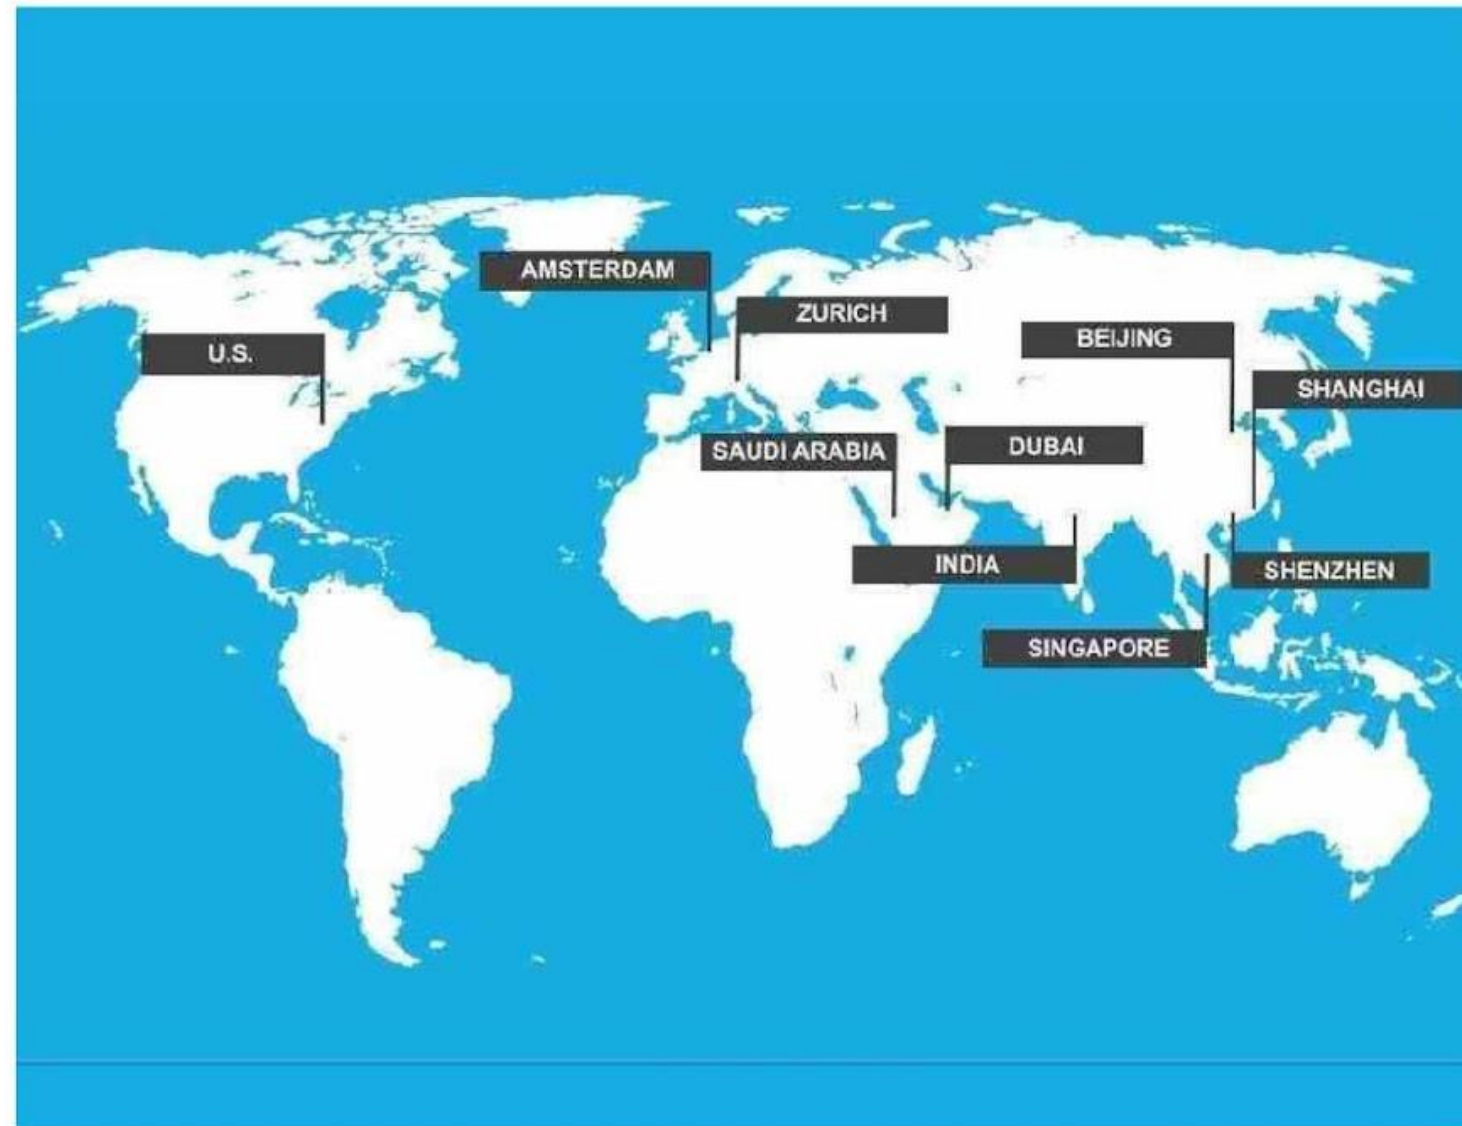 AMSTERDAM
ZURICH
BEIJING
U.S.
SHANGHAI
SAUDI ARABIA
DUBAI
INDIA
SHENZHEN
SINGAPORE